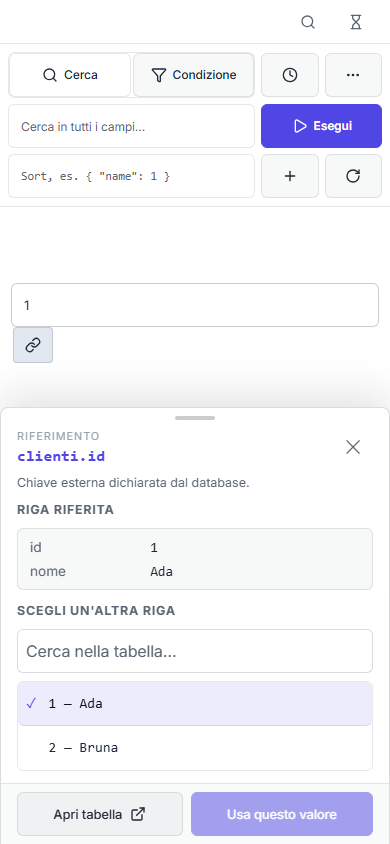 Cerca
Condizione
Cerca in tutti i campi...
Esegui
Sort, es. { "name": 1 }
1
RIFERIMENTO
clienti.id
Chiave esterna dichiarata dal database.
RIGA RIFERITA
id 1
nome Ada
SCEGLI UN'ALTRA RIGA
Cerca nella tabella...
✓ 1 — Ada
2 — Bruna
Apri tabella
Usa questo valore